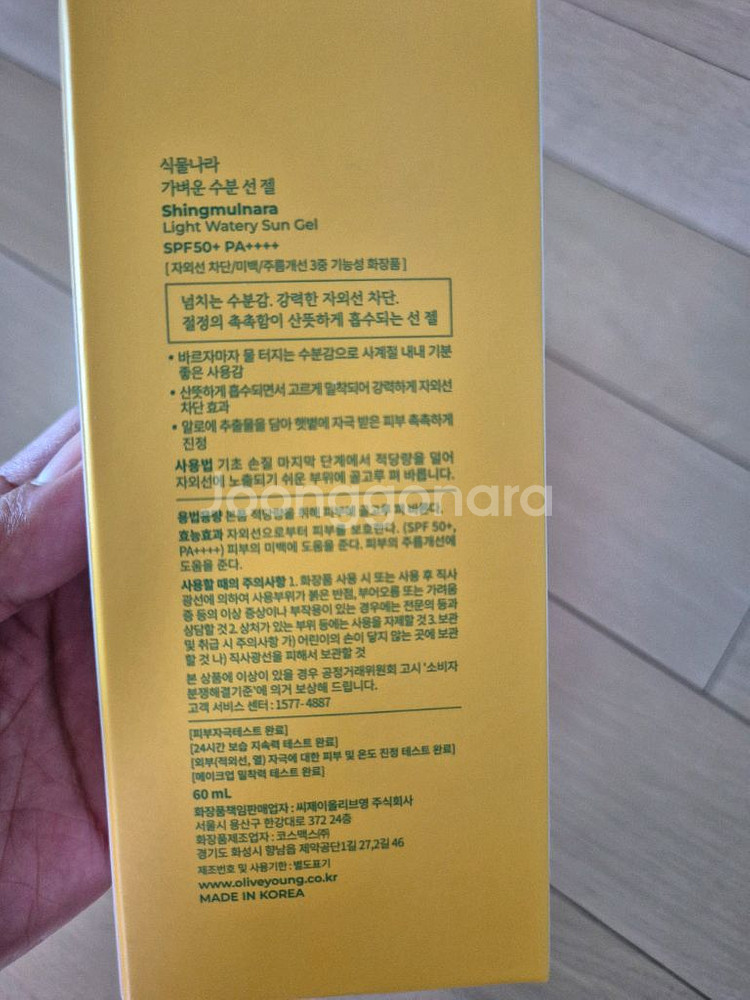 식물나라
가벼운 수분 선 젤
Shingmulnara
Light Watery Sun Gel
SPF50+ PA++++
[ 자외선 차단/미백/주름개선 3중 기능성 화장품 ]
넘치는 수분감. 강력한 자외선 차단.
절정의 촉촉함이 산뜻하게 흡수되는 선 젤
• 바르자마자 물 터지는 수분감으로 사계절 내내 기분
좋은 사용감
• 산뜻하게 흡수되면서 고르게 밀착되어 강력하게 자외선
차단 효과
• 알로에 추출물을 담아 햇볕에 자극 받은 피부 촉촉하게
진정
사용법 기초 손질 마지막 단계에서 적당량을 덜어
자외선에 노출되기 쉬운 부위에 골고루 펴 바릅니다.
Joonggonara
용법용량 본품 적당량을 취해 피부에 골고루 펴 바른다.
효능효과 자외선으로부터 피부를 보호한다. (SPF 50+,
PA++++) 피부의 미백에 도움을 준다. 피부의 주름개선에
도움을 준다.
사용할 때의 주의사항 1. 화장품 사용 시 또는 사용 후 직사
광선에 의하여 사용부위가 붉은 반점, 부어오름 또는 가려움
증 등의 이상 증상이나 부작용이 있는 경우에는 전문의 등과
상담할 것 2. 상처가 있는 부위 등에는 사용을 자제할 것 3. 보관
및 취급 시 주의사항 가) 어린이의 손이 닿지 않는 곳에 보관
할 것 나) 직사광선을 피해서 보관할 것
본 상품에 이상이 있을 경우 공정거래위원회 고시 '소비자
분쟁해결기준'에 의거 보상해 드립니다.
고객 서비스 센터 : 1577-4887
[피부자극테스트 완료]
[24시간 보습 지속력 테스트 완료]
[외부(적외선, 열) 자극에 대한 피부 및 온도 진정 테스트 완료]
[메이크업 밀착력 테스트 완료]
60 mL
화장품책임판매업자 : 씨제이올리브영 주식회사
서울시 용산구 한강대로 372 24층
화장품제조업자 : 코스맥스㈜
경기도 화성시 향남읍 제약공단1길 27,2길 46
제조번호 및 사용기한 : 별도표기
www.oliveyoung.co.kr
MADE IN KOREA